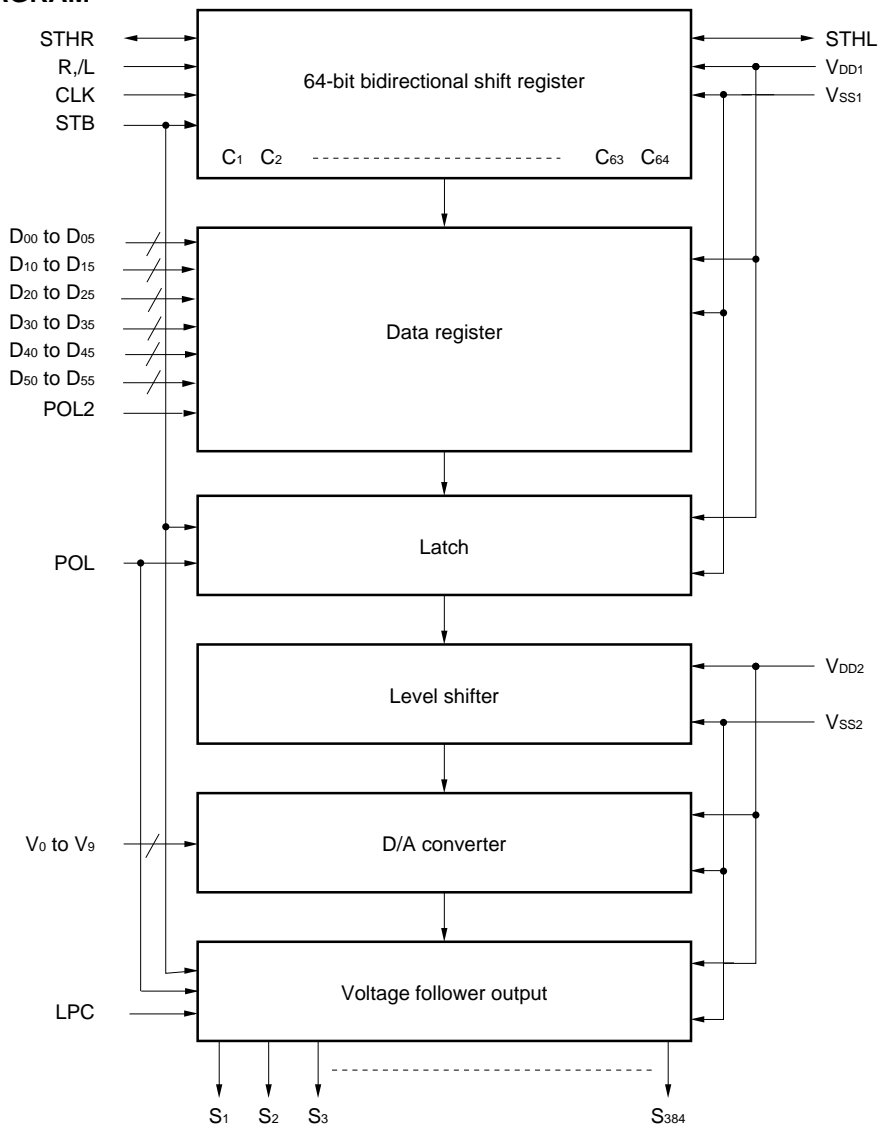 STHR
STHL
R,/L
64-bit bidirectional shift register
VDD1
CLK
VSS1
STB
C1 C2 C63 C64
D00 to D05
D10 to D15
D20 to D25
D30 to D35
Data register
D40 to D45
D50 to D55
POL2
Latch
POL
Level shifter
VDD2
VSS2
V0 to V9
D/A converter
Voltage follower output
LPC
S1 S2 S3 S384